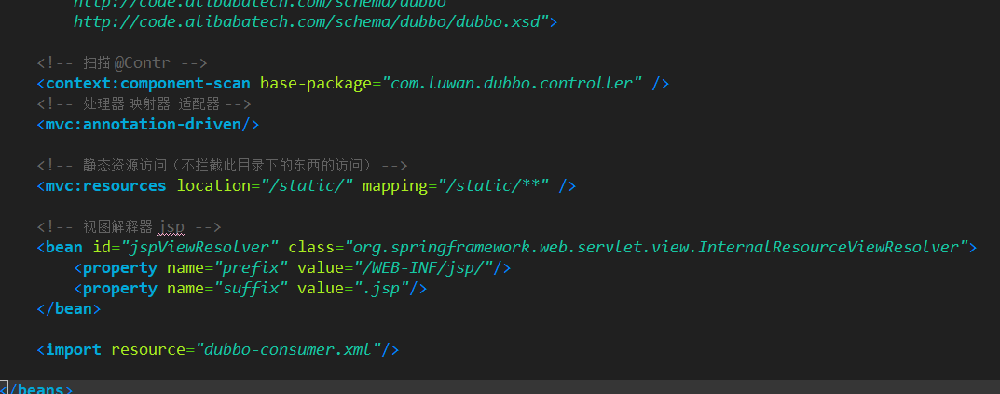 http://code.alibabatech.com/schema/dubbo
http://code.alibabatech.com/schema/dubbo/dubbo.xsd">
<!-- 扫描 @Contr -->
<context:component-scan base-package="com.luwan.dubbo.controller" />
<!-- 处理器 映射器 适配器 -->
<mvc:annotation-driven/>
<!-- 静态资源访问（不拦截此目录下的东西的访问） -->
<mvc:resources location="/static/" mapping="/static/**" />
<!-- 视图解释器 jsp -->
<bean id="jspViewResolver" class="org.springframework.web.servlet.view.InternalResourceViewResolver">
<property name="prefix" value="/WEB-INF/jsp/"/>
<property name="suffix" value=".jsp"/>
</bean>
<import resource="dubbo-consumer.xml"/>
</beans>